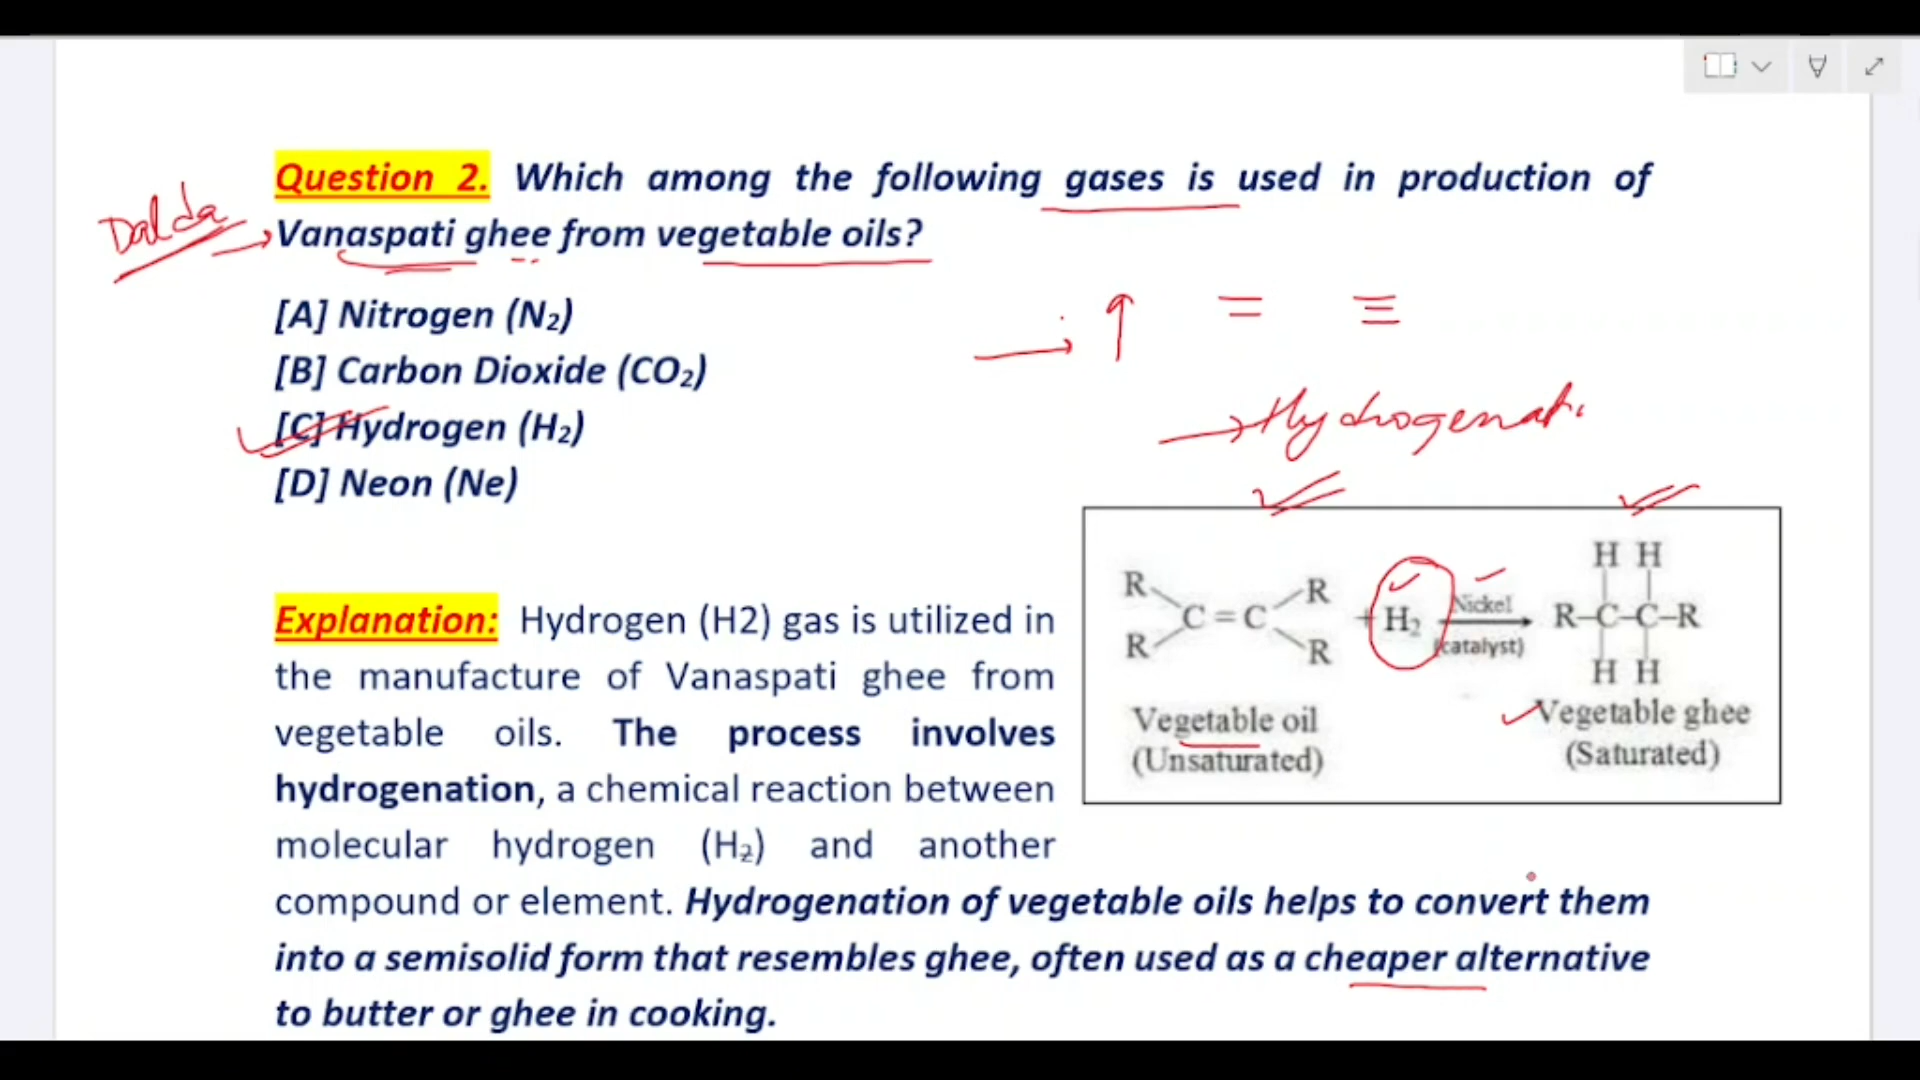 Question 2. Which among the following gases is used in production of
Dalda
Vanaspati ghee from vegetable oils?
[A] Nitrogen (N₂)
[B] Carbon Dioxide (CO₂)
[C] Hydrogen (H₂)
[D] Neon (Ne)
Hydrogenati
H H
R R
C=C + H₂ Nickel R-C-C-R
R R (catalyst)
H H
Vegetable oil Vegetable ghee
(Unsaturated) (Saturated)
Explanation: Hydrogen (H2) gas is utilized in
the manufacture of Vanaspati ghee from
vegetable oils. The process involves
hydrogenation, a chemical reaction between
molecular hydrogen (H₂) and another
compound or element. Hydrogenation of vegetable oils helps to convert them
into a semisolid form that resembles ghee, often used as a cheaper alternative
to butter or ghee in cooking.